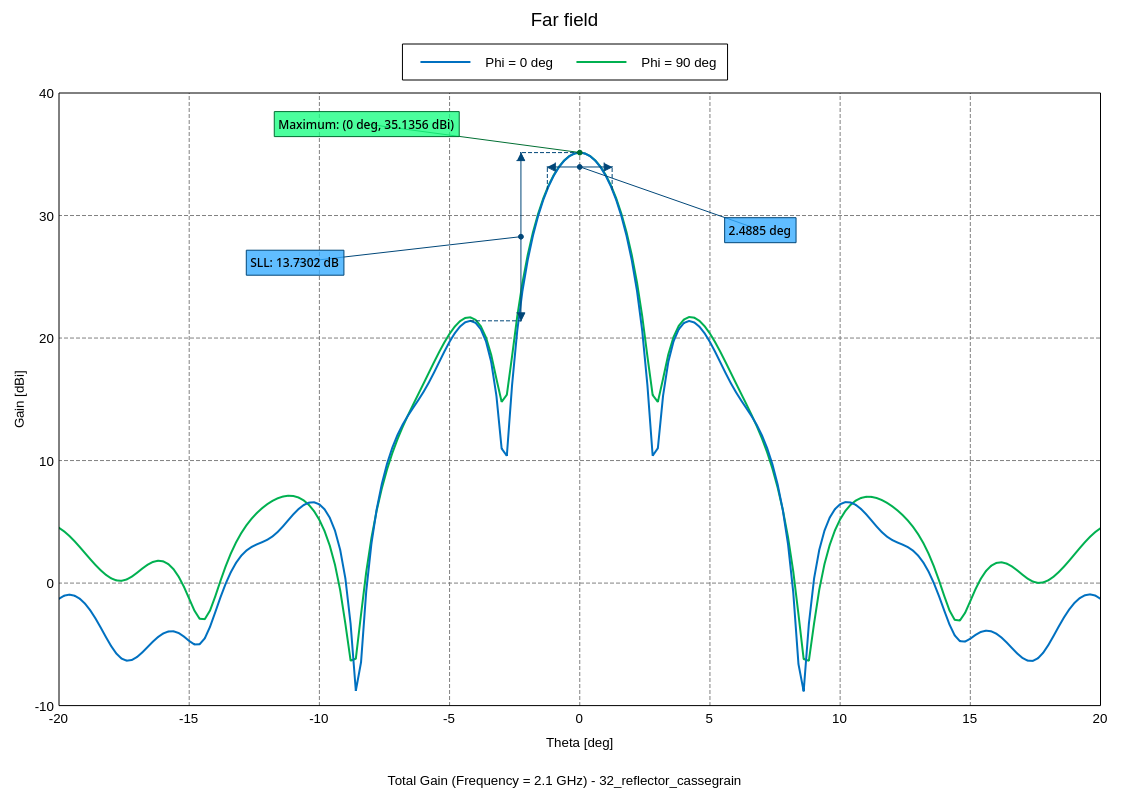 Far field
Phi = 0 deg
Phi = 90 deg
40
Maximum: (0 deg, 35.1356 dBi)
30
2.4885 deg
SLL: 13.7302 dB
20
Gain [dBi]
10
0
-10
-20
-15
-10
-5
0
5
10
15
20
Theta [deg]
Total Gain (Frequency = 2.1 GHz) - 32_reflector_cassegrain